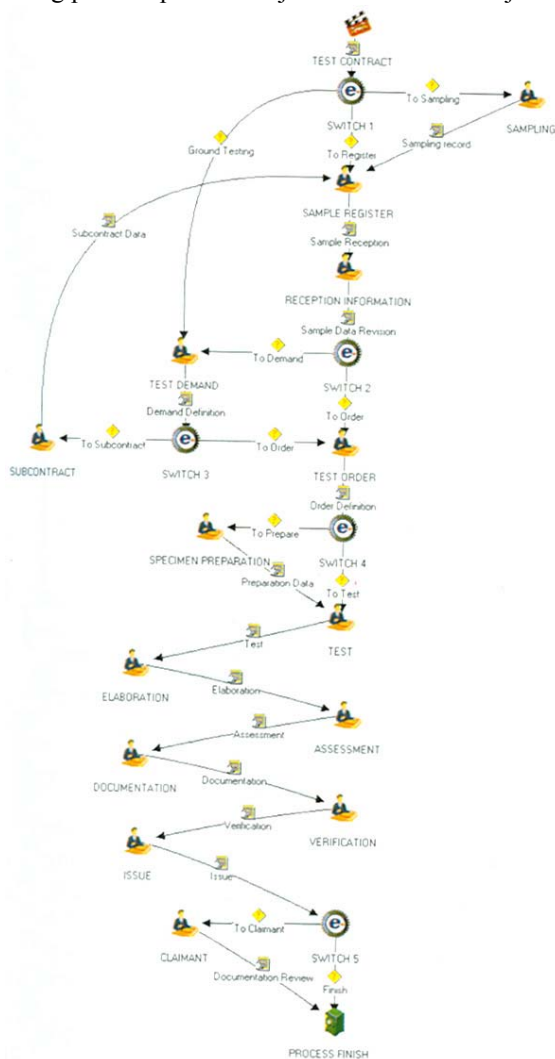 TEST CONTRACT
To Sampling
SWITCH 1
SAMPLING
Ground Testing
To Register
Sampling record
SAMPLE REGISTER
Subcontract Data
Sample Reception
RECEPTION INFORMATION
Sample Data Revision
To Demand
TEST DEMAND
SWITCH 2
Demand Definition
To Order
To Subcontract
To Order
SUBCONTRACT
SWITCH 3
TEST ORDER
Order Definition
To Prepare
SPECIMEN PREPARATION
SWITCH 4
Preparation Data
To Test
Test
TEST
ELABORATION
Elaboration
Assessment
ASSESSMENT
DOCUMENTATION
Documentation
Verification
VERIFICATION
ISSUE
Issue
To Claimant
CLAIMANT
SWITCH 5
Documentation Review
Finish
PROCESS FINISH